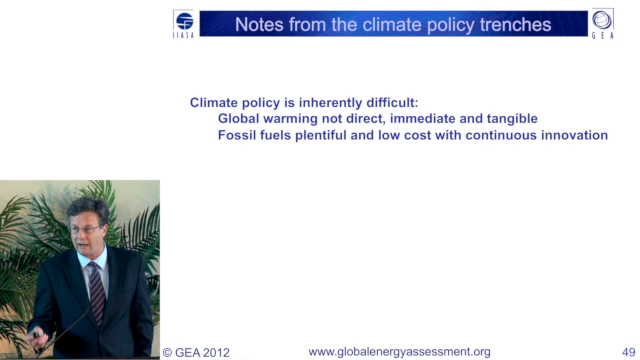 IIASA
Notes from the climate policy trenches
GEA
Climate policy is inherently difficult:
Global warming not direct, immediate and tangible
Fossil fuels plentiful and low cost with continuous innovation
© GEA 2012
www.globalenergyassessment.org
49